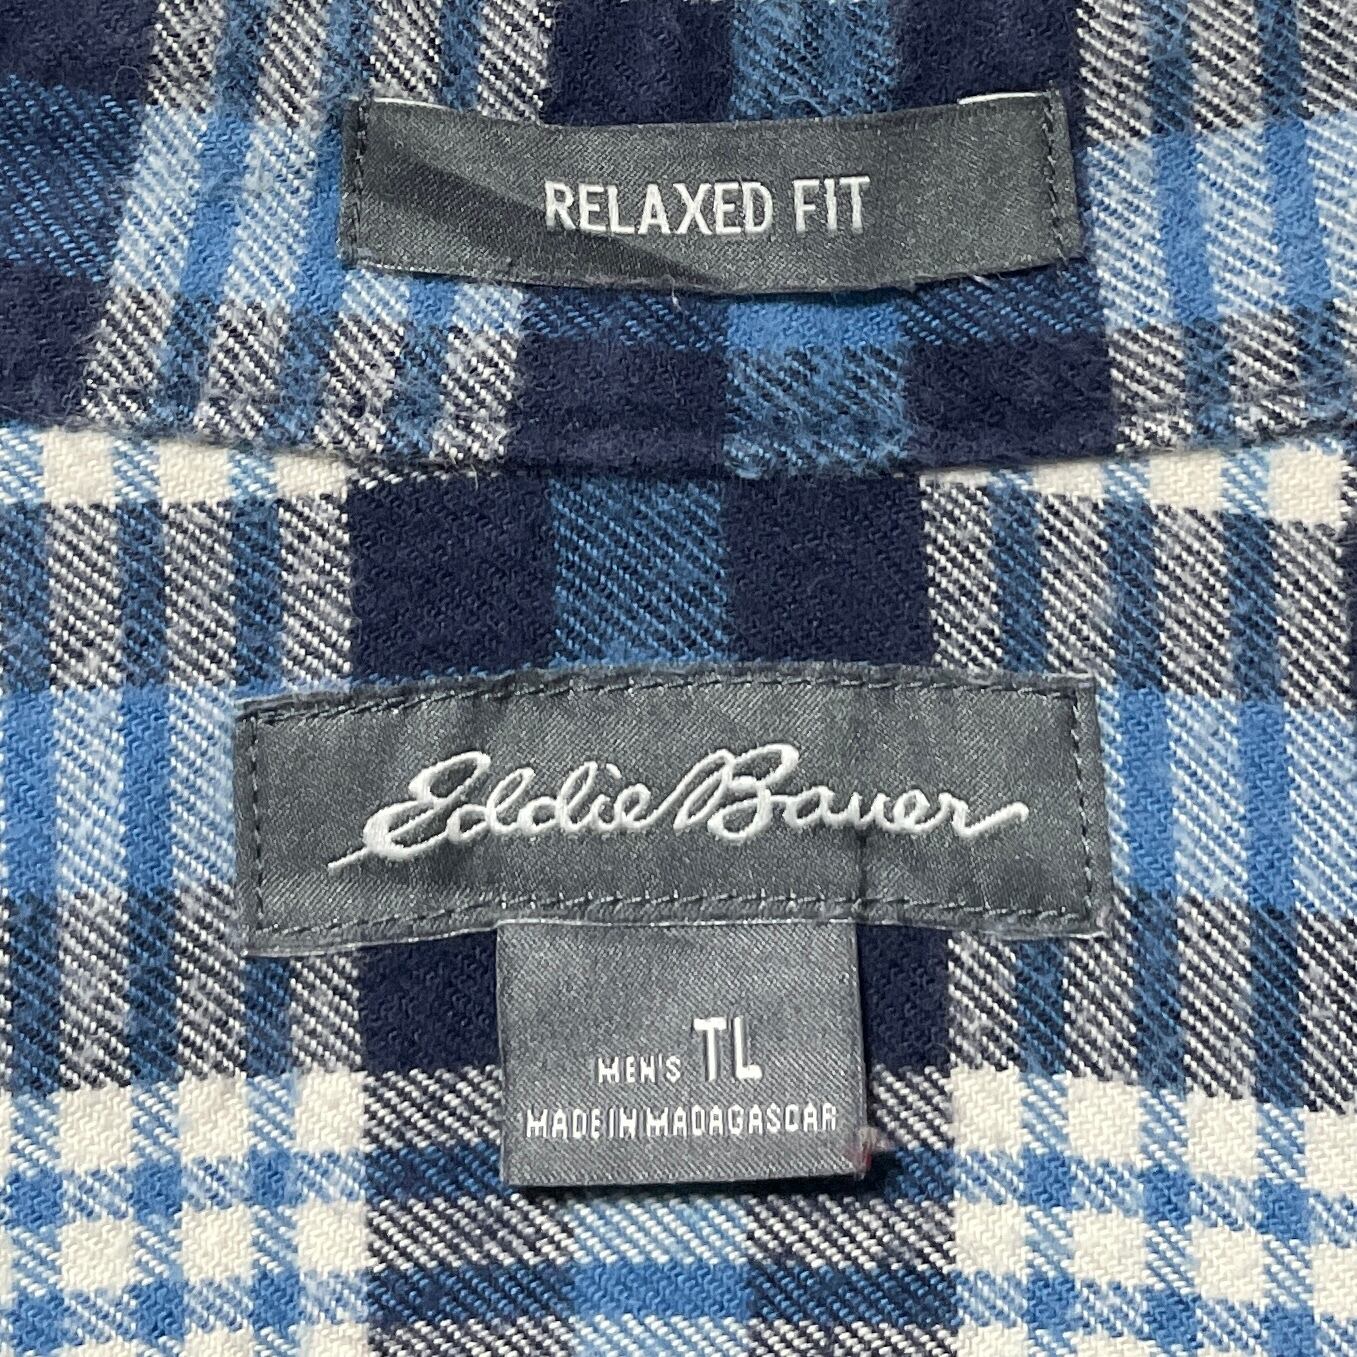 RELAXED FIT
Eddie Bauer
MEN'S TL
MADE IN MADAGASCAR